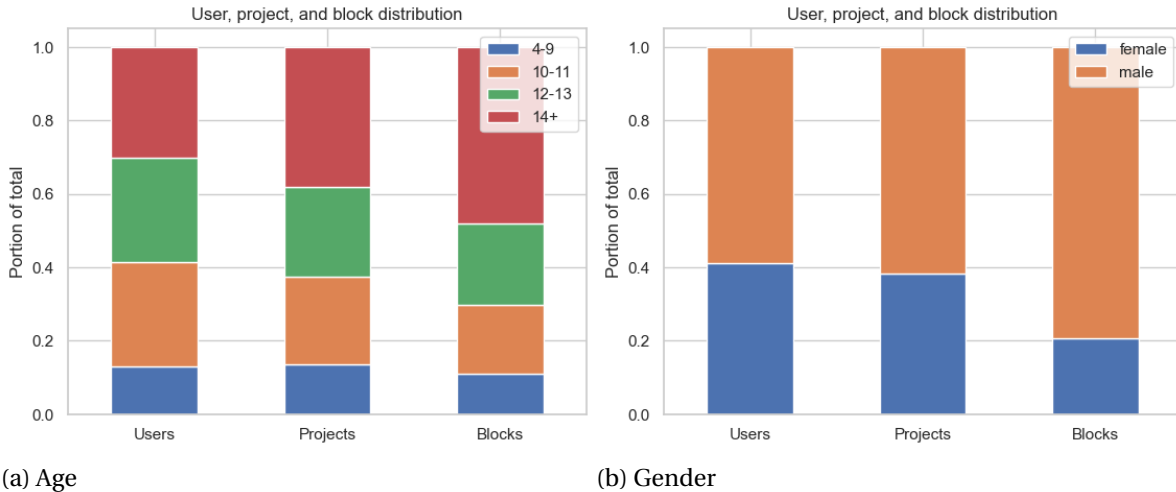 User, project, and block distribution
1.0
0.8
0.6
0.4
0.2
0.0
Portion of total
4-9
10-11
12-13
14+
Users
Projects
Blocks
(a) Age
User, project, and block distribution
1.0
0.8
0.6
0.4
0.2
0.0
Portion of total
female
male
Users
Projects
Blocks
(b) Gender